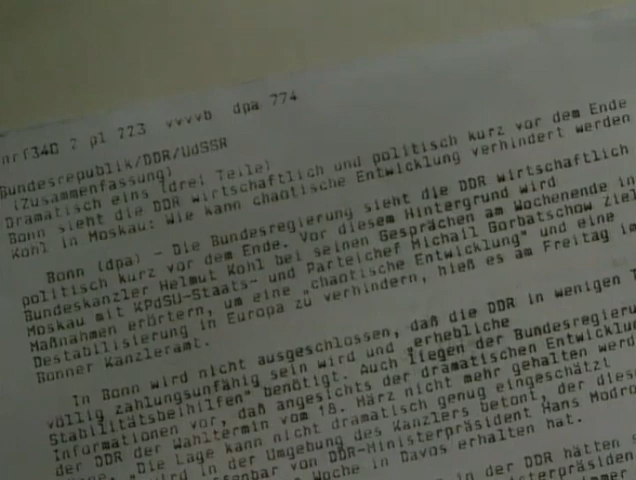 nrf340 2 pl 223 vvvvb dpa 774
Bundesrepublik/DDR/UdSSR
(Zusammenfassung)
Dramatisch eins (drei Teile)
Bonn sieht die DDR wirtschaftlich und politisch kurz vor dem Ende
Kohl in Moskau: Wie kann chaotische Entwicklung verhindert werden
Bonn (dpa) - Die Bundesregierung sieht die DDR wirtschaftlich
politisch kurz vor dem Ende. Vor diesem Hintergrund wird
Bundeskanzler Helmut Kohl bei seinen Gesprächen am Wochenende in
Moskau mit KPdSU-Staats- und Parteichef Michail Gorbatschow
Maßnahmen erörtern, um eine "chaotische Entwicklung" und eine
Destabilisierung in Europa zu verhindern, hieß es am Freitag im
Bonner Kanzleramt.
In Bonn wird nicht ausgeschlossen, daß die DDR in wenigen
völlig zahlungsunfähig sein wird und "erhebliche
Stabilitätsbeihilfen" benötigt. Auch liegen der
Informationen vor, daß angesichts der dramatischen
der DDR der Wahltermin vom 18. März nicht mehr gehalten
"Die Lage kann nicht dramatisch genug eingeschätzt
wird in der Umgebung des Kanzlers betont, der
von DDR-Ministerpräsident Hans
Woche in Davos erhalten hat.
in der DDR hätten